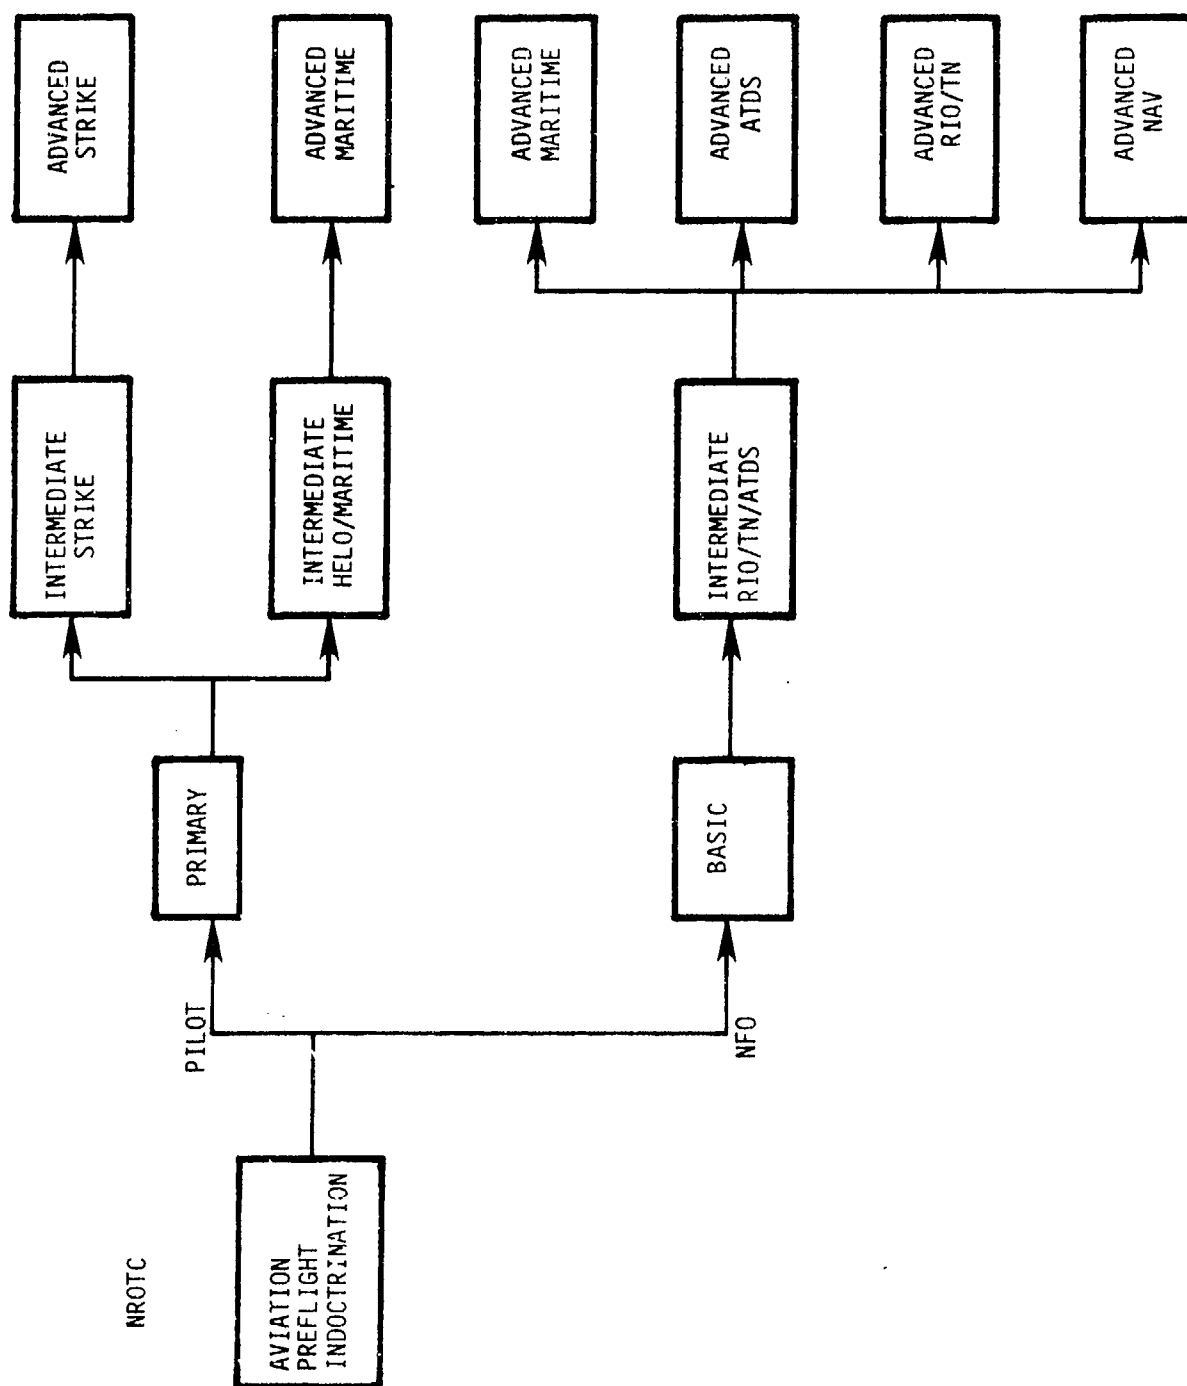 NROTC
AVIATION
PREFLIGHT
INDOCTRINATION
PILOT
NFO
PRIMARY
BASIC
INTERMEDIATE
STRIKE
INTERMEDIATE
HELO/MARITIME
INTERMEDIATE
RIO/TN/ATDS
ADVANCED
STRIKE
ADVANCED
MARITIME
ADVANCED
MARITIME
ADVANCED
ATDS
ADVANCED
RIO/TN
ADVANCED
NAV